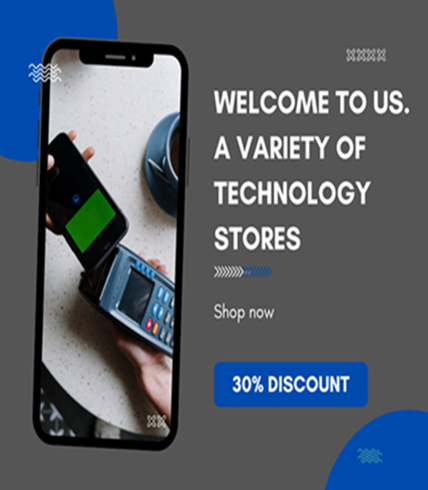 WELCOME TO US.
A VARIETY OF
TECHNOLOGY
STORES
Shop now
30% DISCOUNT